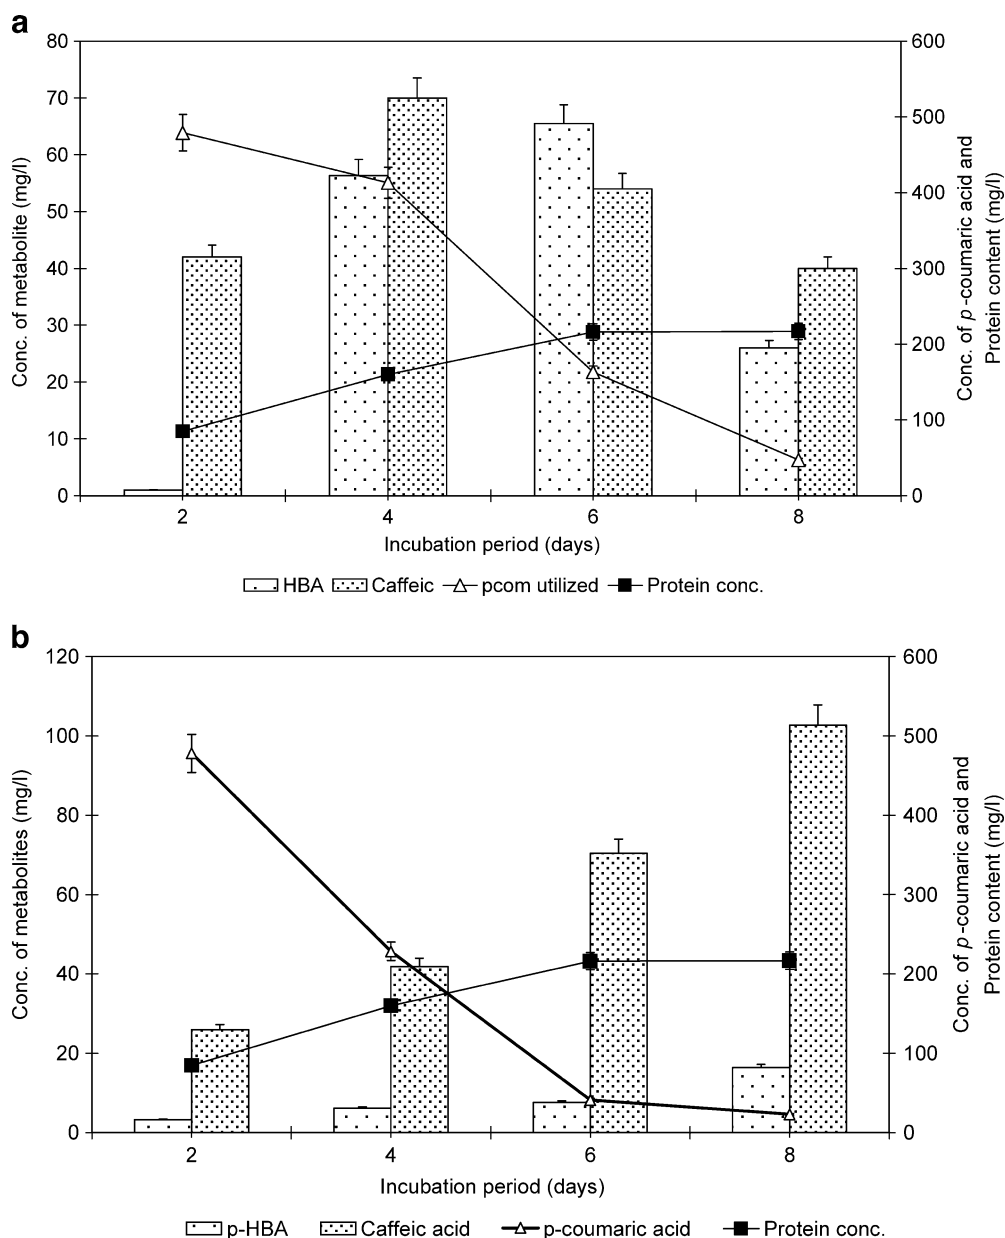 a
80
70
60
50
40
30
20
10
0
Conc. of metabolite (mg/l)
600
500
400
300
200
100
0
Conc. of p -coumaric acid and
Protein content (mg/l)
2 4 6 8
Incubation period (days)
HBA Caffeic pcom utilized Protein conc.
b
120
100
80
60
40
20
0
Conc. of metabolites (mg/l)
600
500
400
300
200
100
0
Conc. of p -coumaric acid and
Protein content (mg/l)
2 4 6 8
Incubation period (days)
p-HBA Caffeic acid p-coumaric acid Protein conc.